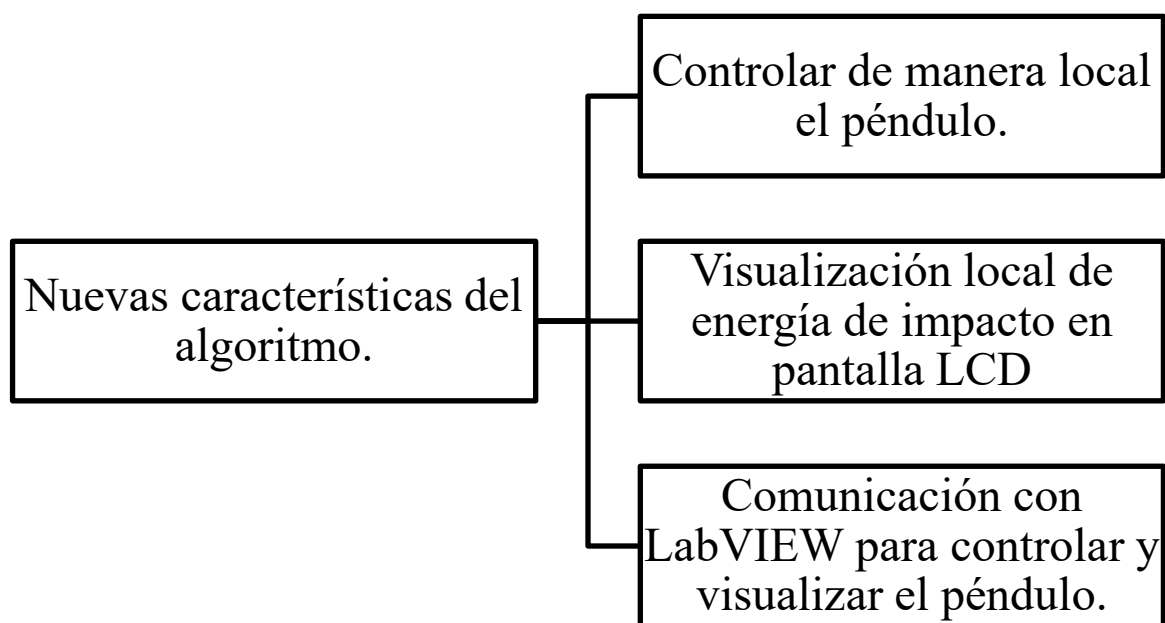 Nuevas características del
algoritmo.
Controlar de manera local
el péndulo.
Visualización local de
energía de impacto en
pantalla LCD
Comunicación con
LabVIEW para controlar y
visualizar el péndulo.